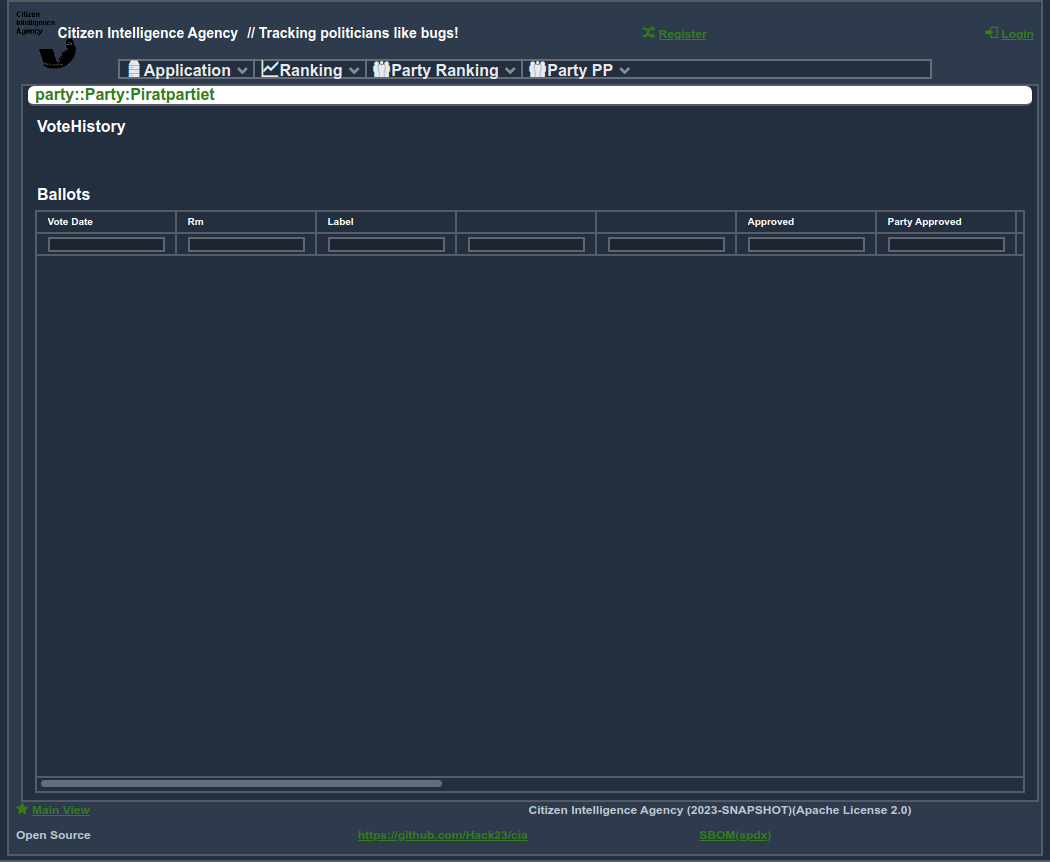 Citizen
Intelligence
Agency
Citizen Intelligence Agency // Tracking politicians like bugs!
Register
Login
Application
Ranking
Party Ranking
Party PP
party::Party:Piratpartiet
VoteHistory
Ballots
Vote Date
Rm
Label
Approved
Party Approved
Main View
Citizen Intelligence Agency (2023-SNAPSHOT)(Apache License 2.0)
Open Source
https://github.com/Hack23/cia
SBOM(spdx)